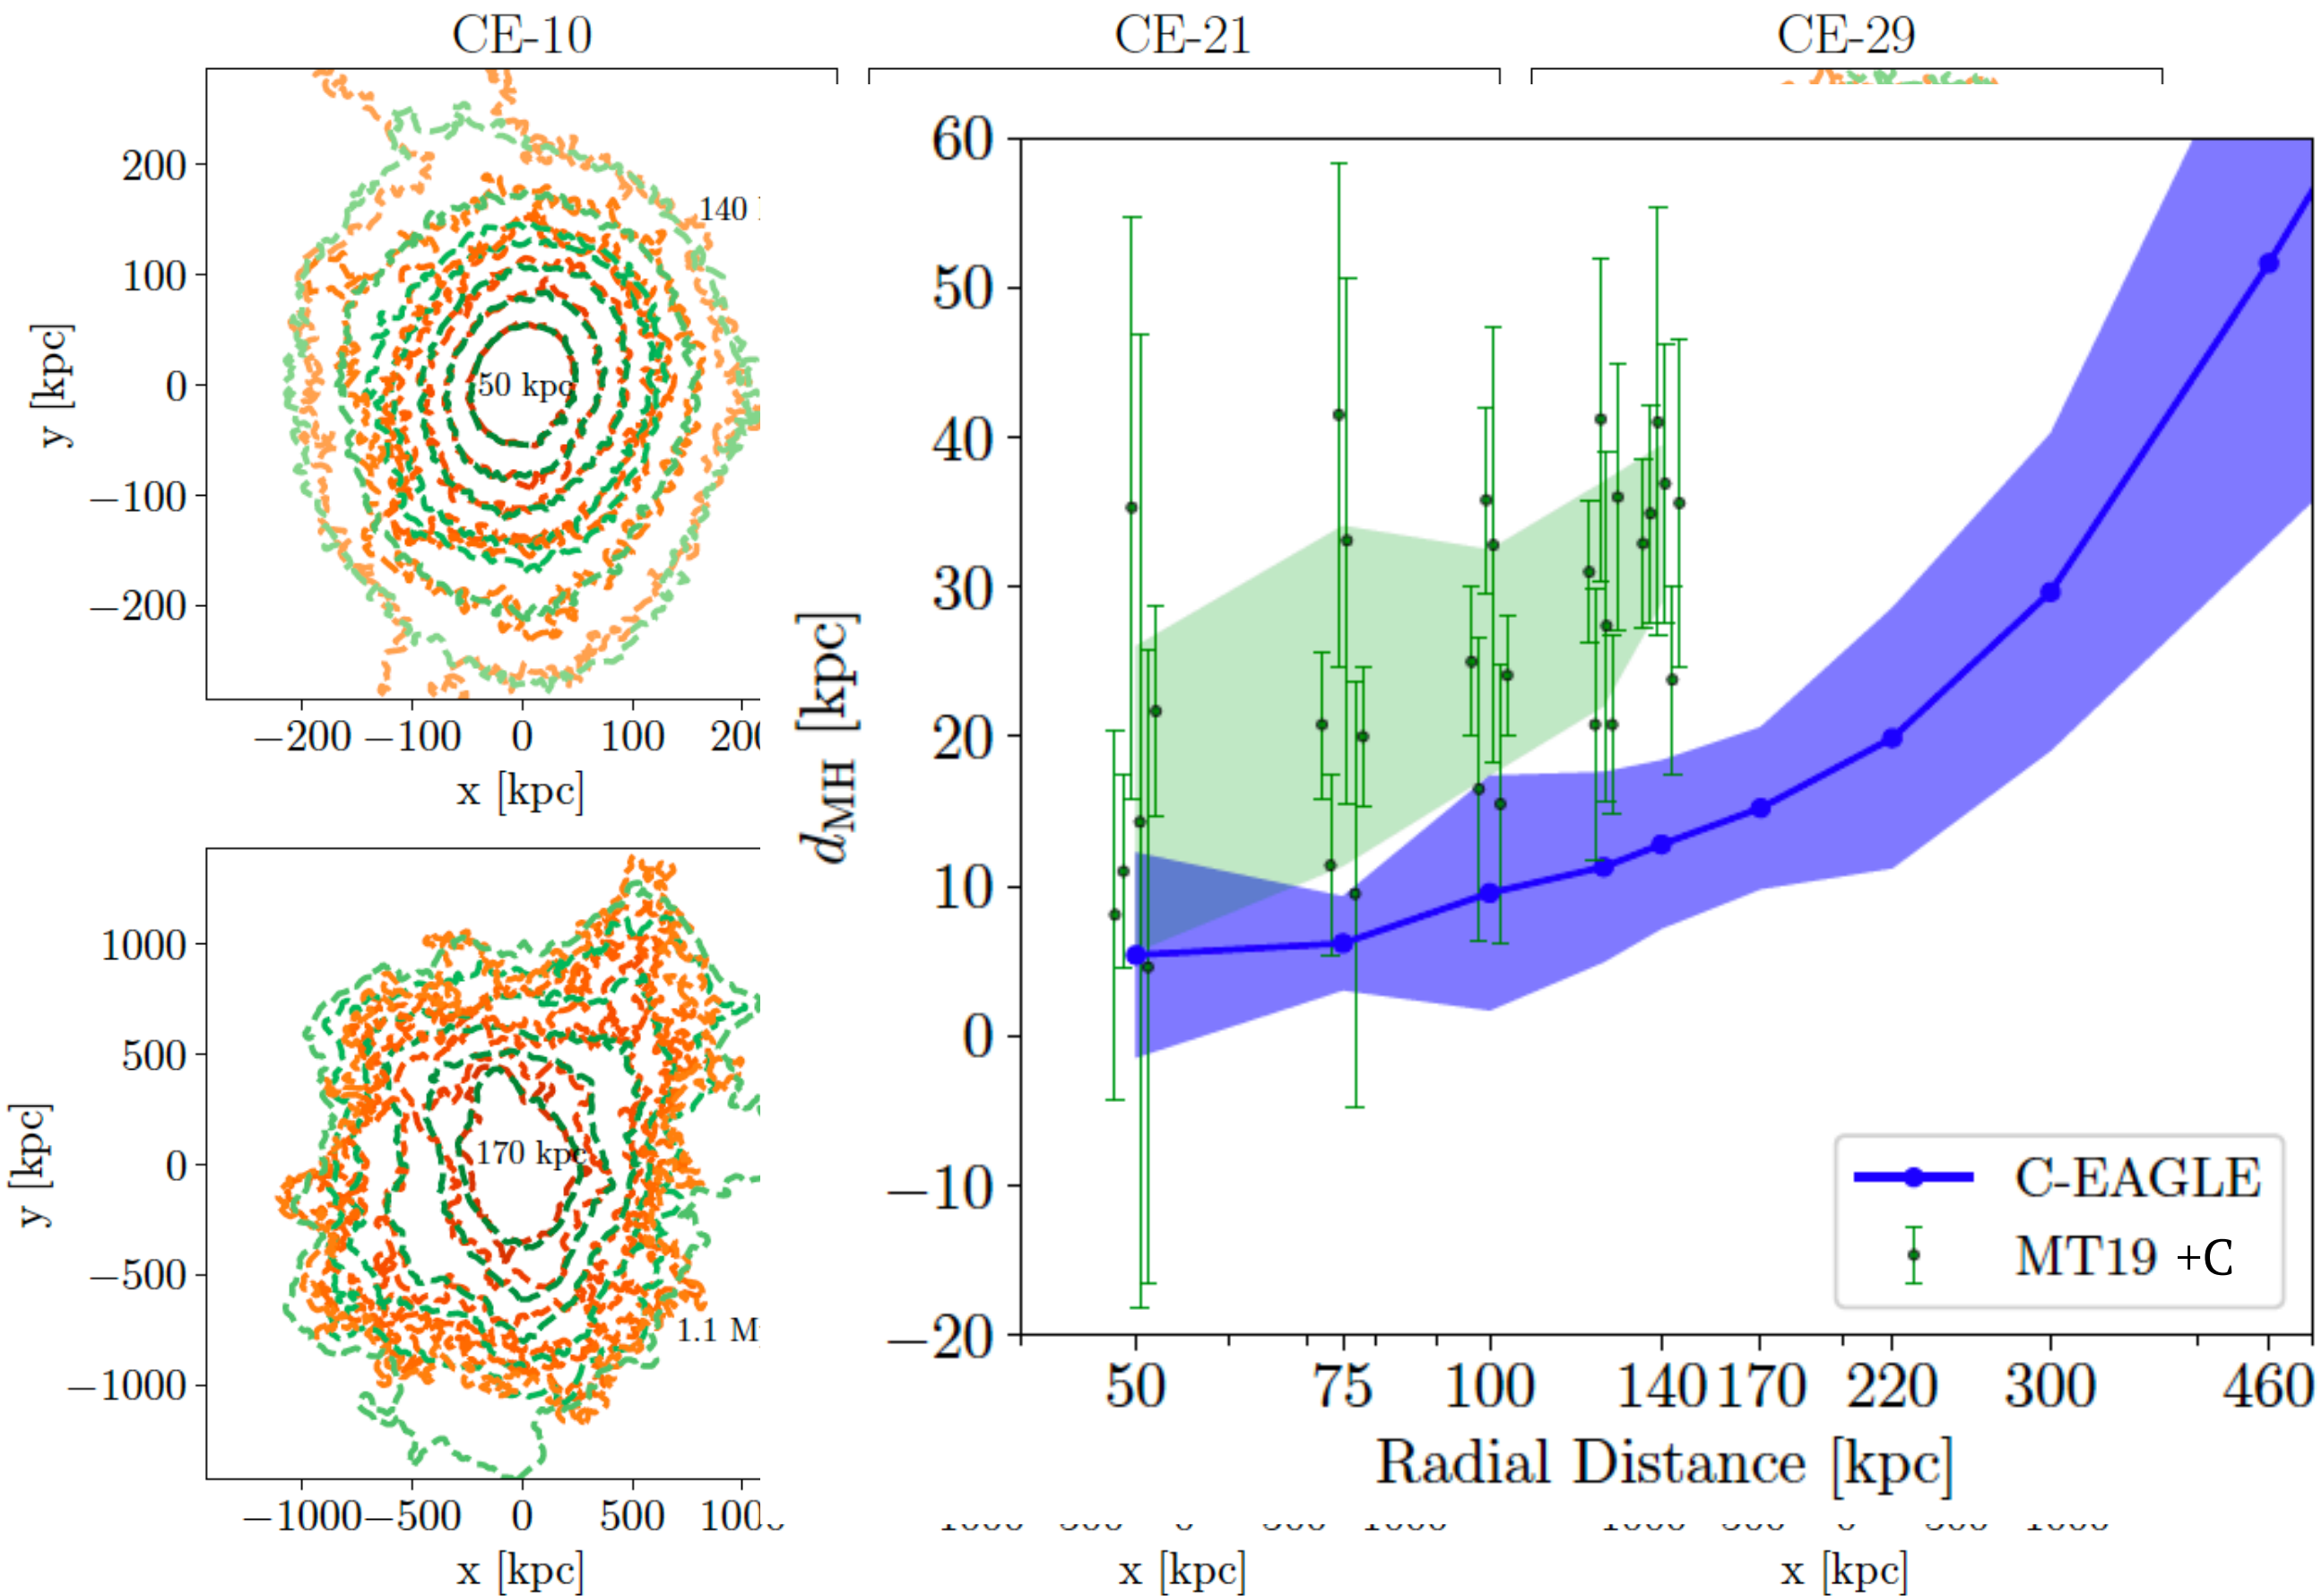 CE-10 CE-21 CE-29
200
100
0
−100
−200
y [kpc]
140
50 kpc
−200 −100 0 100 200
x [kpc]
1000
500
0
−500
−1000
y [kpc]
170 kpc
1.1 M
−1000 −500 0 500
x [kpc]
60
50
40
30
20
10
0
−10
−20
dMH [kpc]
C-EAGLE
MT19 +C
50 75 100 140 170 220 300 460
Radial Distance [kpc]
x [kpc]
x [kpc]